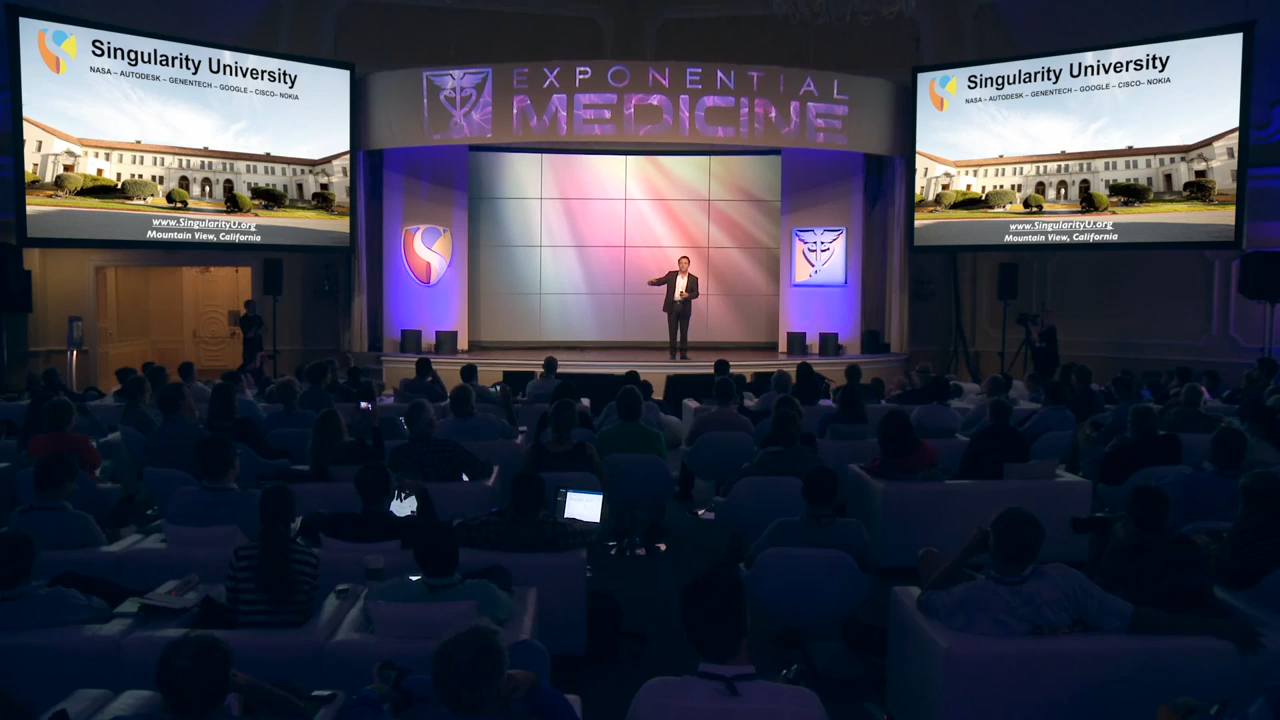 Singularity University
NASA – AUTODESK – GENENTECH – GOOGLE – CISCO– NOKIA
www.SingularityU.org
Mountain View, California
EXPONENTIAL
MEDICINE
Singularity University
NASA – AUTODESK – GENENTECH – GOOGLE – CISCO– NOKIA
www.SingularityU.org
Mountain View, California